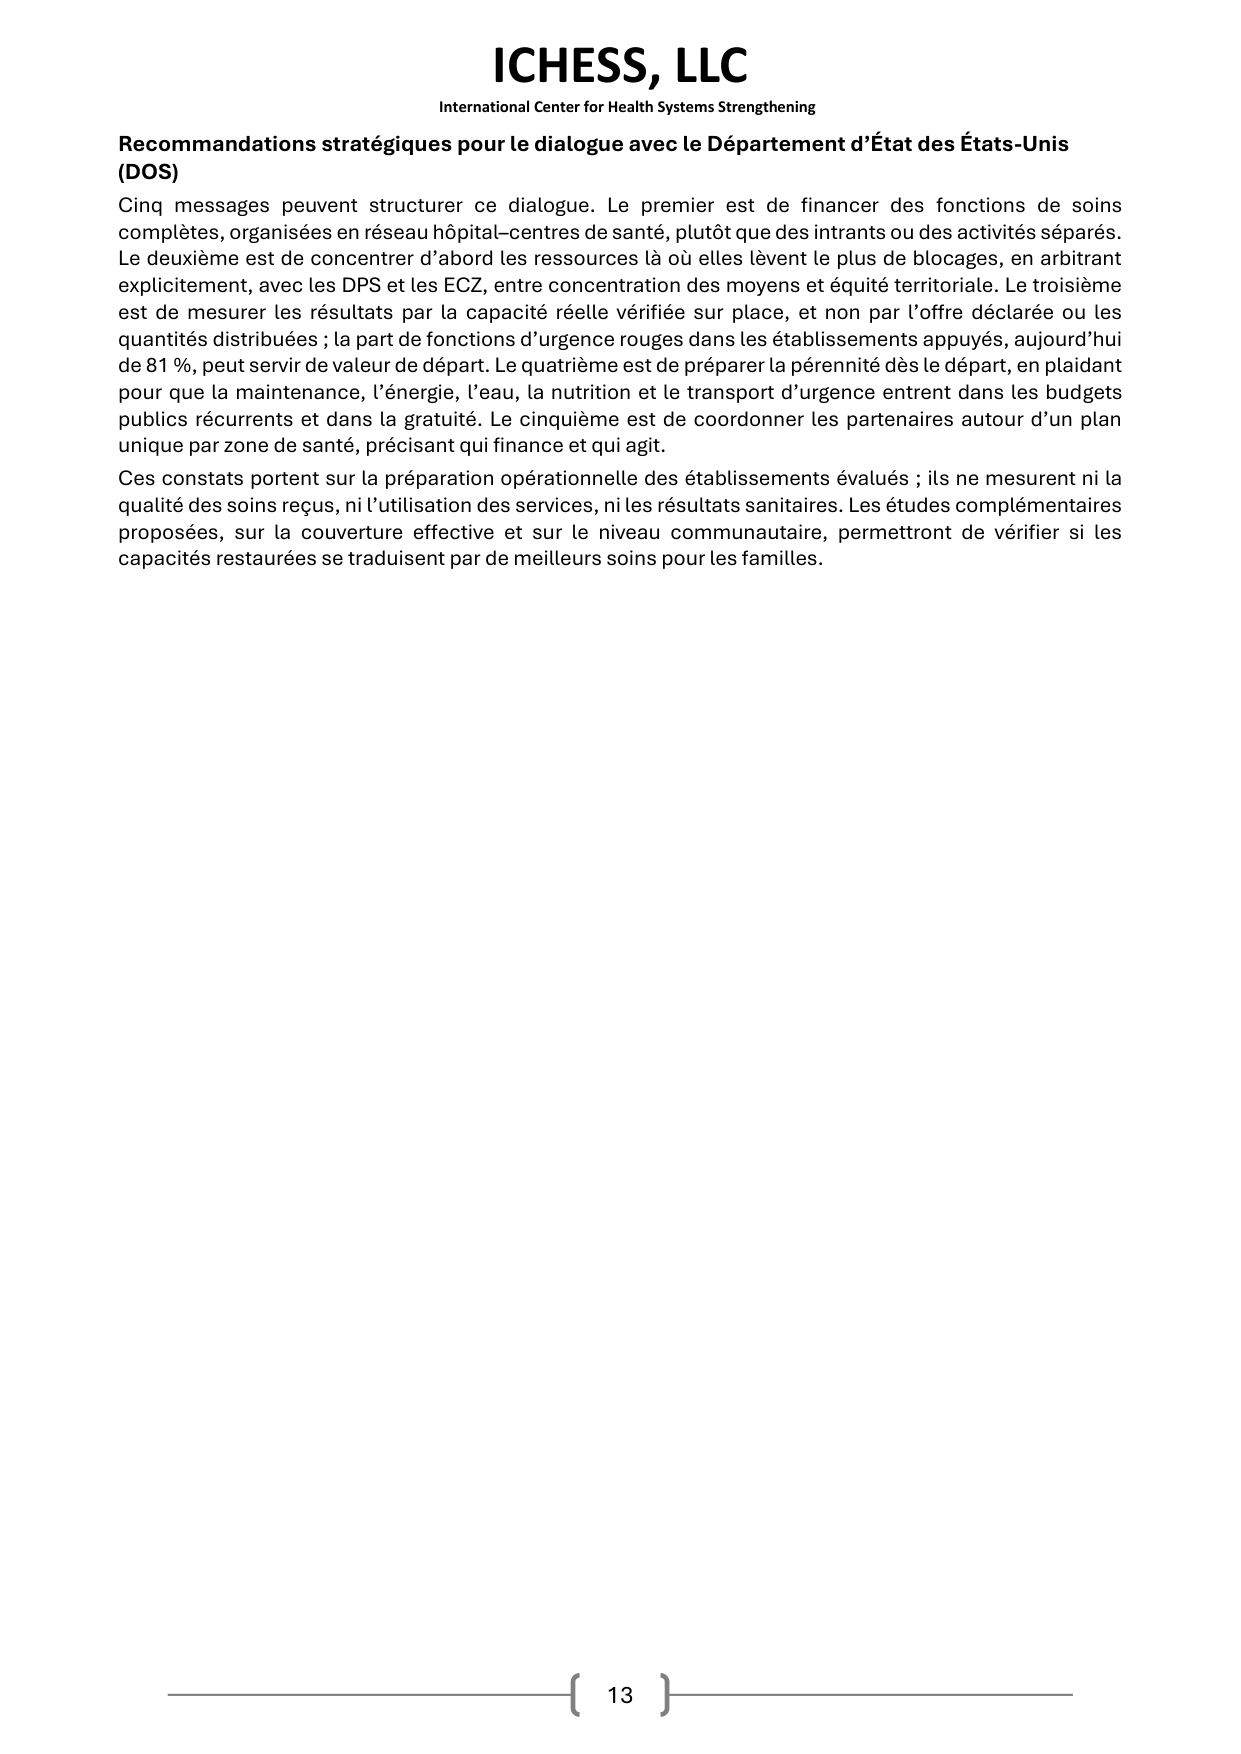 ICHESS, LLC
International Center for Health Systems Strengthening
Recommandations stratégiques pour le dialogue avec le Département d’État des États-Unis
(DOS)
Cinq messages peuvent structurer ce dialogue. Le premier est de financer des fonctions de soins
complètes, organisées en réseau hôpital–centres de santé, plutôt que des intrants ou des activités séparés.
Le deuxième est de concentrer d’abord les ressources là où elles lèvent le plus de blocages, en arbitrant
explicitement, avec les DPS et les ECZ, entre concentration des moyens et équité territoriale. Le troisième
est de mesurer les résultats par la capacité réelle vérifiée sur place, et non par l’offre déclarée ou les
quantités distribuées ; la part de fonctions d’urgence rouges dans les établissements appuyés, aujourd’hui
de 81 %, peut servir de valeur de départ. Le quatrième est de préparer la pérennité dès le départ, en plaidant
pour que la maintenance, l’énergie, l’eau, la nutrition et le transport d’urgence entrent dans les budgets
publics récurrents et dans la gratuité. Le cinquième est de coordonner les partenaires autour d’un plan
unique par zone de santé, précisant qui finance et qui agit.
Ces constats portent sur la préparation opérationnelle des établissements évalués ; ils ne mesurent ni la
qualité des soins reçus, ni l’utilisation des services, ni les résultats sanitaires. Les études complémentaires
proposées, sur la couverture effective et sur le niveau communautaire, permettront de vérifier si les
capacités restaurées se traduisent par de meilleurs soins pour les familles.
13